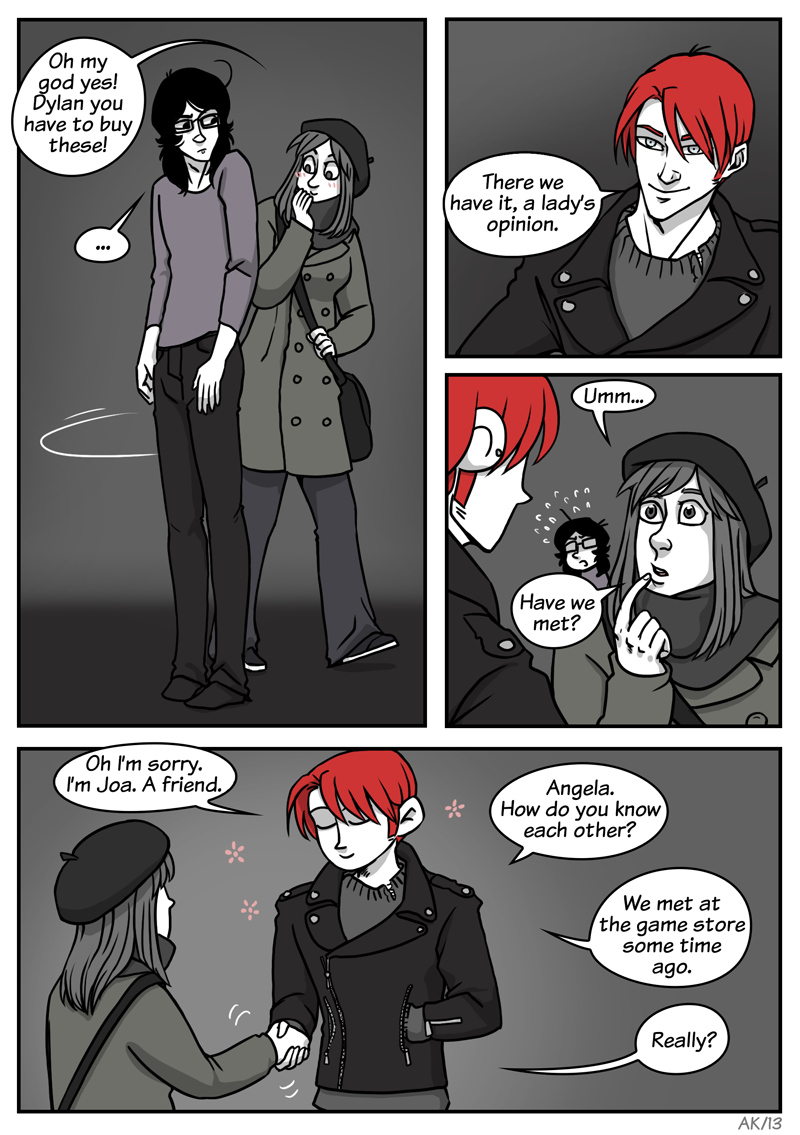 Oh my
god yes!
Dylan you
have to buy
these!
...
There we
have it, a lady's
opinion.
Umm...
Have we
met?
Oh I'm sorry.
I'm Joa. A friend.
Angela.
How do you know
each other?
We met at
the game store
some time
ago.
Really?
AK/13